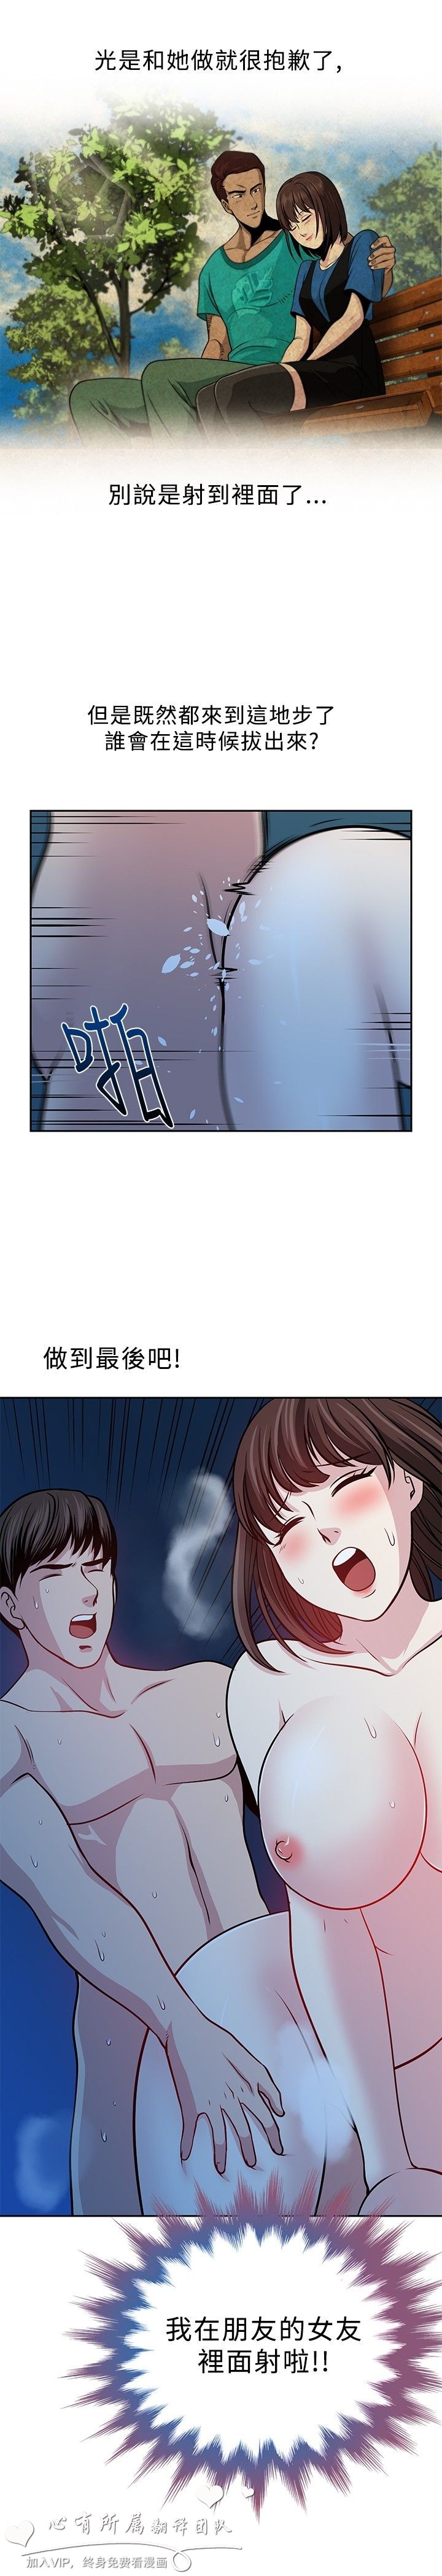 光是和她做就很抱歉了,
別說是射到裡面了...
但是既然都來到這地步了
誰會在這時候拔出來?
啪
做到最後吧!
我在朋友的女友
裡面射啦!!
心有所属翻译团队
加入VIP，终身免费看漫画